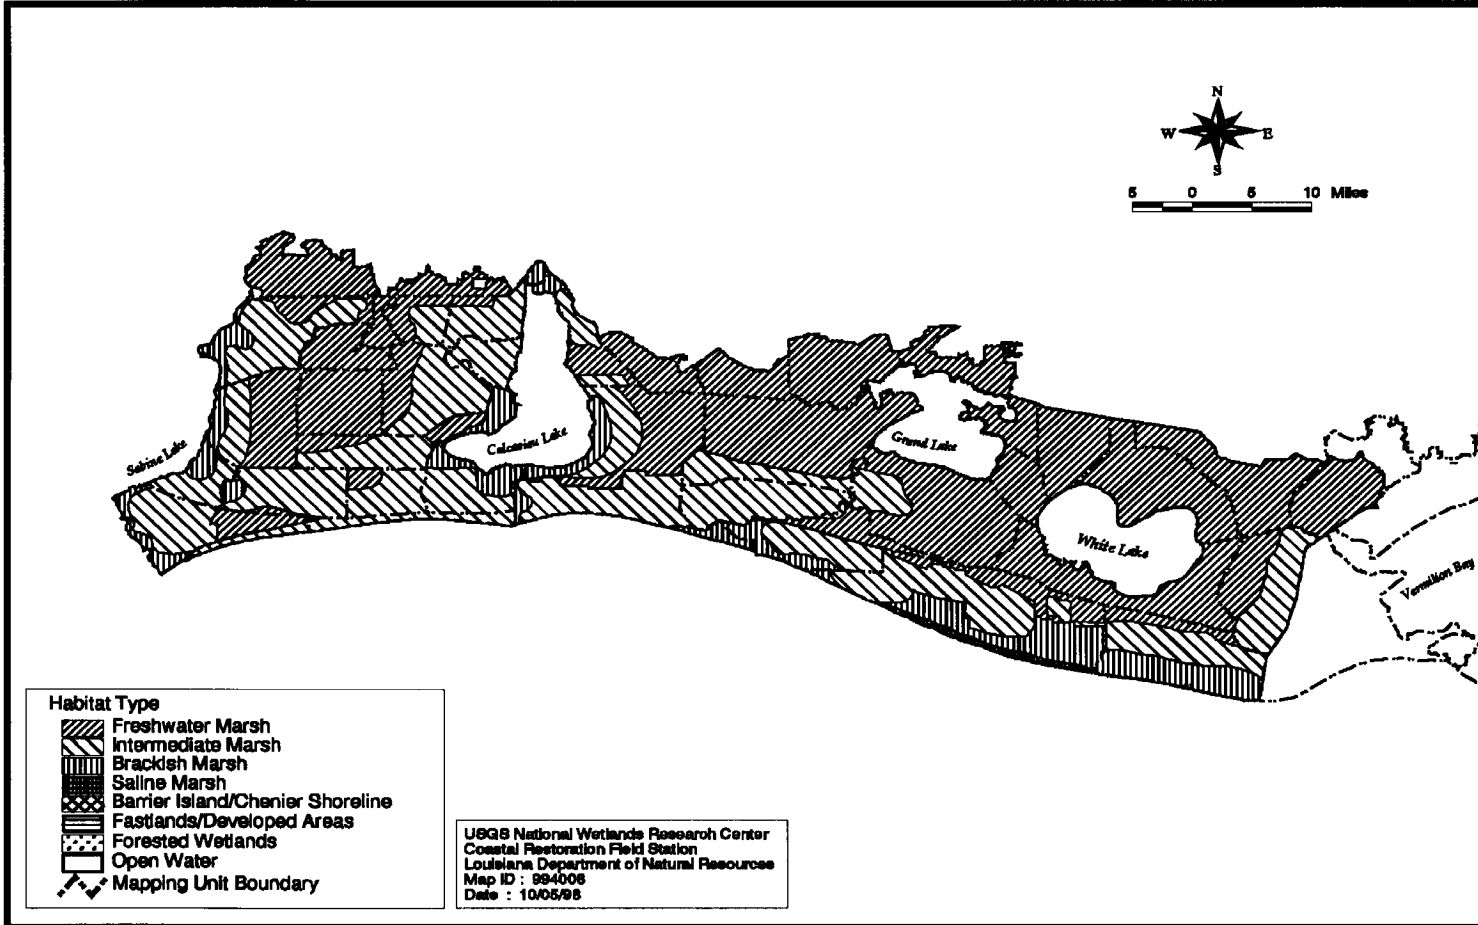 N
W
E
S
5 0 5 10 Miles
Sabine Lake
Calcasieu Lake
Grand Lake
White Lake
Vermilion Bay
Habitat Type
Freshwater Marsh
Intermediate Marsh
Brackish Marsh
Saline Marsh
Barrier Island/Chenier Shoreline
Fastlands/Developed Areas
Forested Wetlands
Open Water
Mapping Unit Boundary
USGS National Wetlands Research Center
Coastal Restoration Field Station
Louisiana Department of Natural Resources
Map ID : 994006
Date : 10/05/98